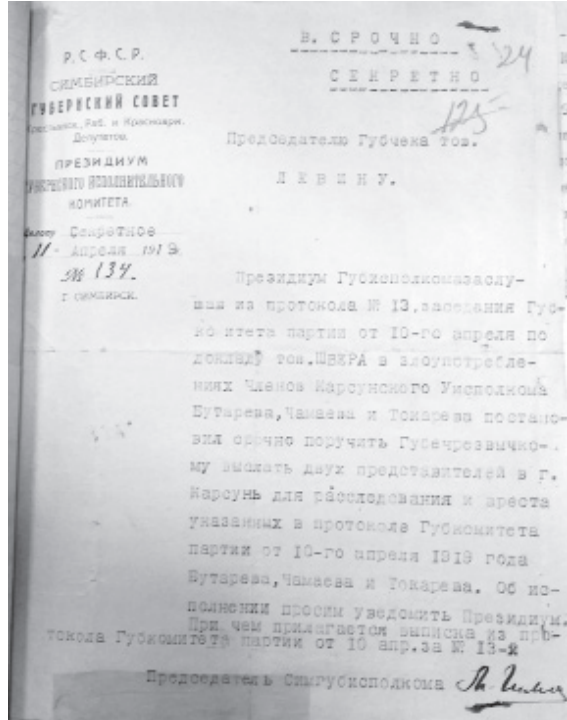 В. СРОЧНО
СЕКРЕТНО
24
125
Р. С. Ф. С. Р.
СИМБИРСКИЙ
ГУБЕРНСКИЙ СОВЕТ
Крестьянск., Раб. и Красноарм.
Депутатов.
ПРЕЗИДИУМ
ГУБЕРНСКОГО ИСПОЛНИТЕЛЬНОГО
КОМИТЕТА
Секретное
11- Апреля 1919
№ 134.
г. СИМБИРСК.
Председателю Губчека тов.
ЛЕВИНУ.
Президиум Губисполкомазаслу-
шав из протокола № 13, заседания Губ-
комитета партии от 10-го апреля по
докладу тов. ШВЕРА в злоупотребле-
ниях Членов Карсунского Уисполкома
Бутарева, Чамаева и Токарева постано-
вил срочно поручить Губчрезвычко-
му выслать двух представителей в г.
Карсунь для расследования и ареста
указанных в протоколе Губкомитета
партии от 10-го апреля 1919 года
Бутарева, Чамаева и Токарева. Об ис-
полнении просим уведомить Президиум.
При чем прилагается выписка из про-
токола Губкомитета партии от 10 апр. за № 13-й
Председатель Симгубисполкома